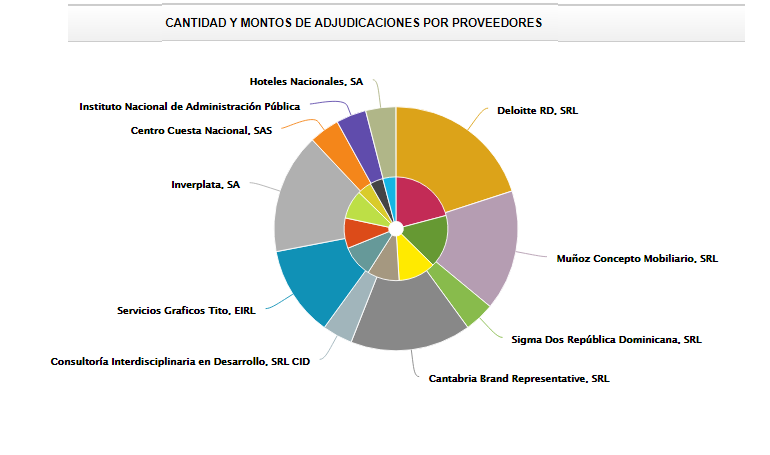 CANTIDAD Y MONTOS DE ADJUDICACIONES POR PROVEEDORES
Hoteles Nacionales, SA
Instituto Nacional de Administración Pública
Centro Cuesta Nacional, SAS
Inverplata, SA
Servicios Graficos Tito, EIRL
Consultoría Interdisciplinaria en Desarrollo, SRL CID
Deloitte RD, SRL
Muñoz Concepto Mobiliario, SRL
Sigma Dos República Dominicana, SRL
Cantabria Brand Representative, SRL